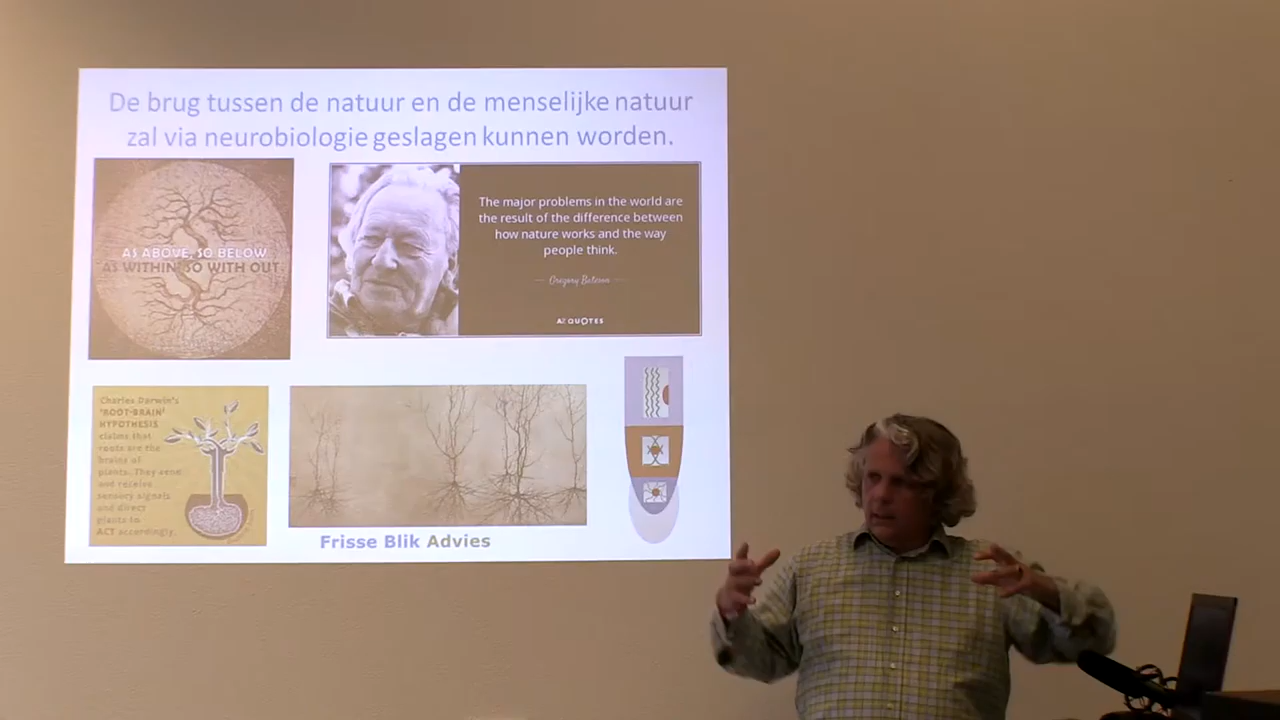 De brug tussen de natuur en de menselijke natuur
zal via neurobiologie geslagen kunnen worden.
AS ABOVE, SO BELOW
AS WITHIN SO WITH OUT
The major problems in the world are
the result of the difference between
how nature works and the way
people think.
Gregory Bateson
AZ QUOTES
Charles Darwin's
'ROOT-BRAIN'
HYPOTHESIS
claims that
roots are the
brains of
plants. They send
and receive
sensory signals
and direct
plants to
ACT accordingly.
Frisse Blik Advies